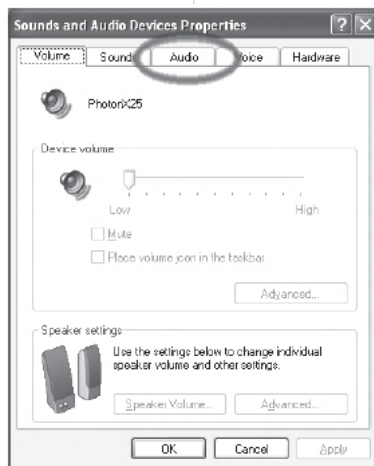 Sounds and Audio Devices Properties
Volume Sounds Audio Voice Hardware
PhotonX25
Device volume
Low High
Mute
Place volume icon in the taskbar
Advanced...
Speaker settings
Use the settings below to change individual
speaker volume and other settings.
Speaker Volume... Advanced...
OK Cancel Apply